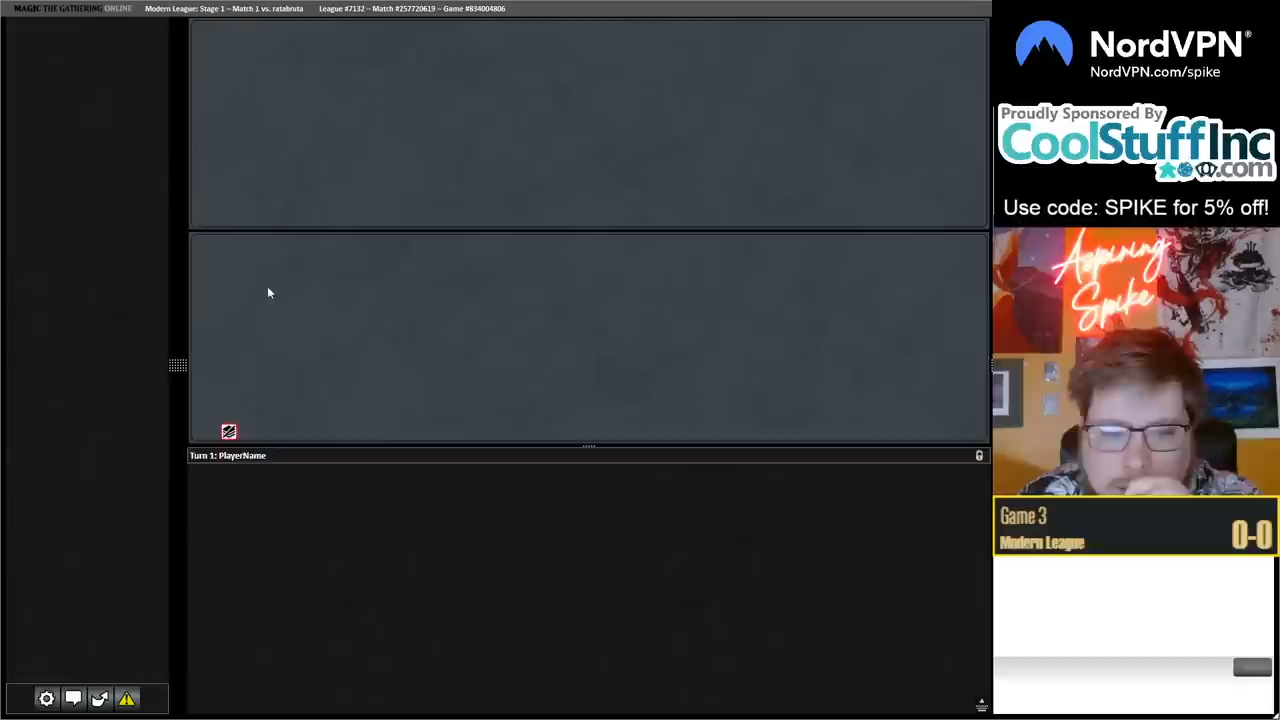 MAGIC THE GATHERING ONLINE
Modern League: Stage 1 – Match 1 vs. ratabruta
League #7132 – Match #257720619 – Game #834004806
NordVPN®
NordVPN.com/spike
Proudly Sponsored By
CoolStuffInc
.com
Use code: SPIKE for 5% off!
Aspiring
Spike
Turn 1: PlayerName
Game 3
Modern League
0-0